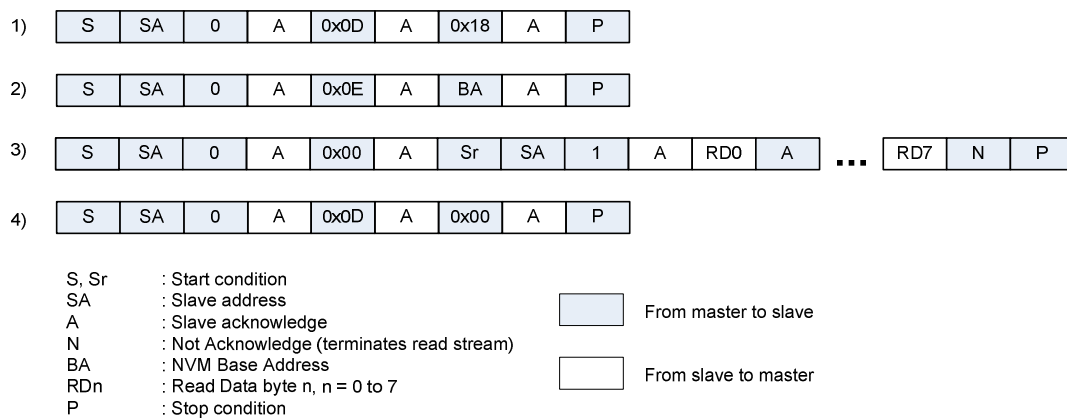 1) S SA 0 A 0x0D A 0x18 A P
2) S SA 0 A 0x0E A BA A P
3) S SA 0 A 0x00 A Sr SA 1 A RD0 A ... RD7 N P
4) S SA 0 A 0x0D A 0x00 A P
S, Sr : Start condition
SA : Slave address
A : Slave acknowledge
N : Not Acknowledge (terminates read stream)
BA : NVM Base Address
RDn : Read Data byte n, n = 0 to 7
P : Stop condition
From master to slave
From slave to master